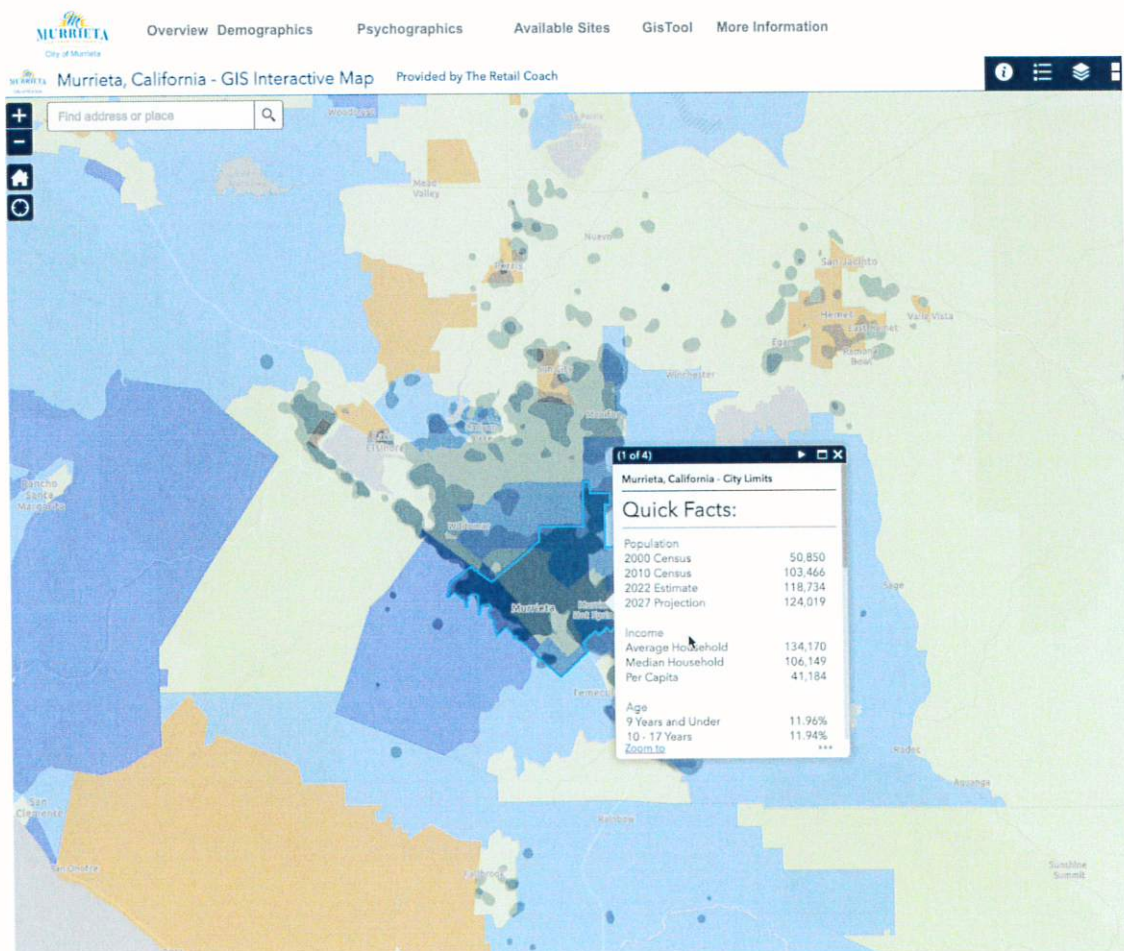 MURRIETA
City of Murrieta
Overview Demographics Psychographics Available Sites GisTool More Information
Murrieta, California - GIS Interactive Map Provided by The Retail Coach
Find address or place
Mead
Valley
Nuevo
Perris
San Jacinto
Hemet
Valle Vista
East Hemet
Ramona
Bowl
Winchester
Rancho
Santa
Margarita
Wildomar
Murrieta
Sage
Radec
Aguanga
San
Clemente
Rainbow
San Onofre
Fallbrook
Sunshine
Summit
(1 of 4)
Murrieta, California - City Limits
Quick Facts:
Population
2000 Census 50,850
2010 Census 103,466
2022 Estimate 118,734
2027 Projection 124,019
Income
Average Household 134,170
Median Household 106,149
Per Capita 41,184
Age
9 Years and Under 11.96%
10 - 17 Years 11.94%
Zoom to